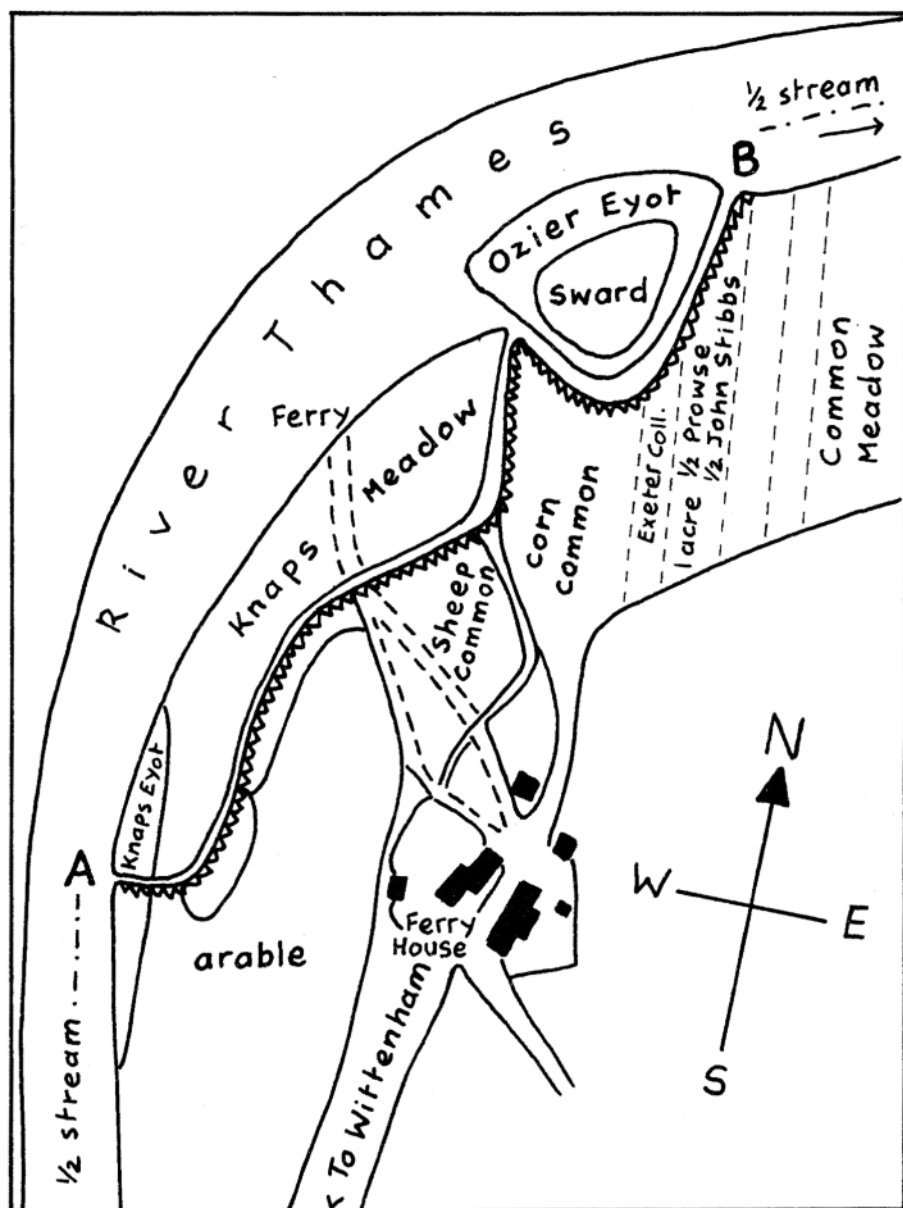 ½ stream
B
River Thames
Ozier Eyot
Sward
Ferry
Knaps Meadow
Exeter Coll.
1 acre ½ Prowse
½ John Stibbs
Common
Meadow
Corn
common
Sheep
common
Knaps Eyot
A
N
W
E
S
Ferry
House
arable
To Wittenham
½ stream